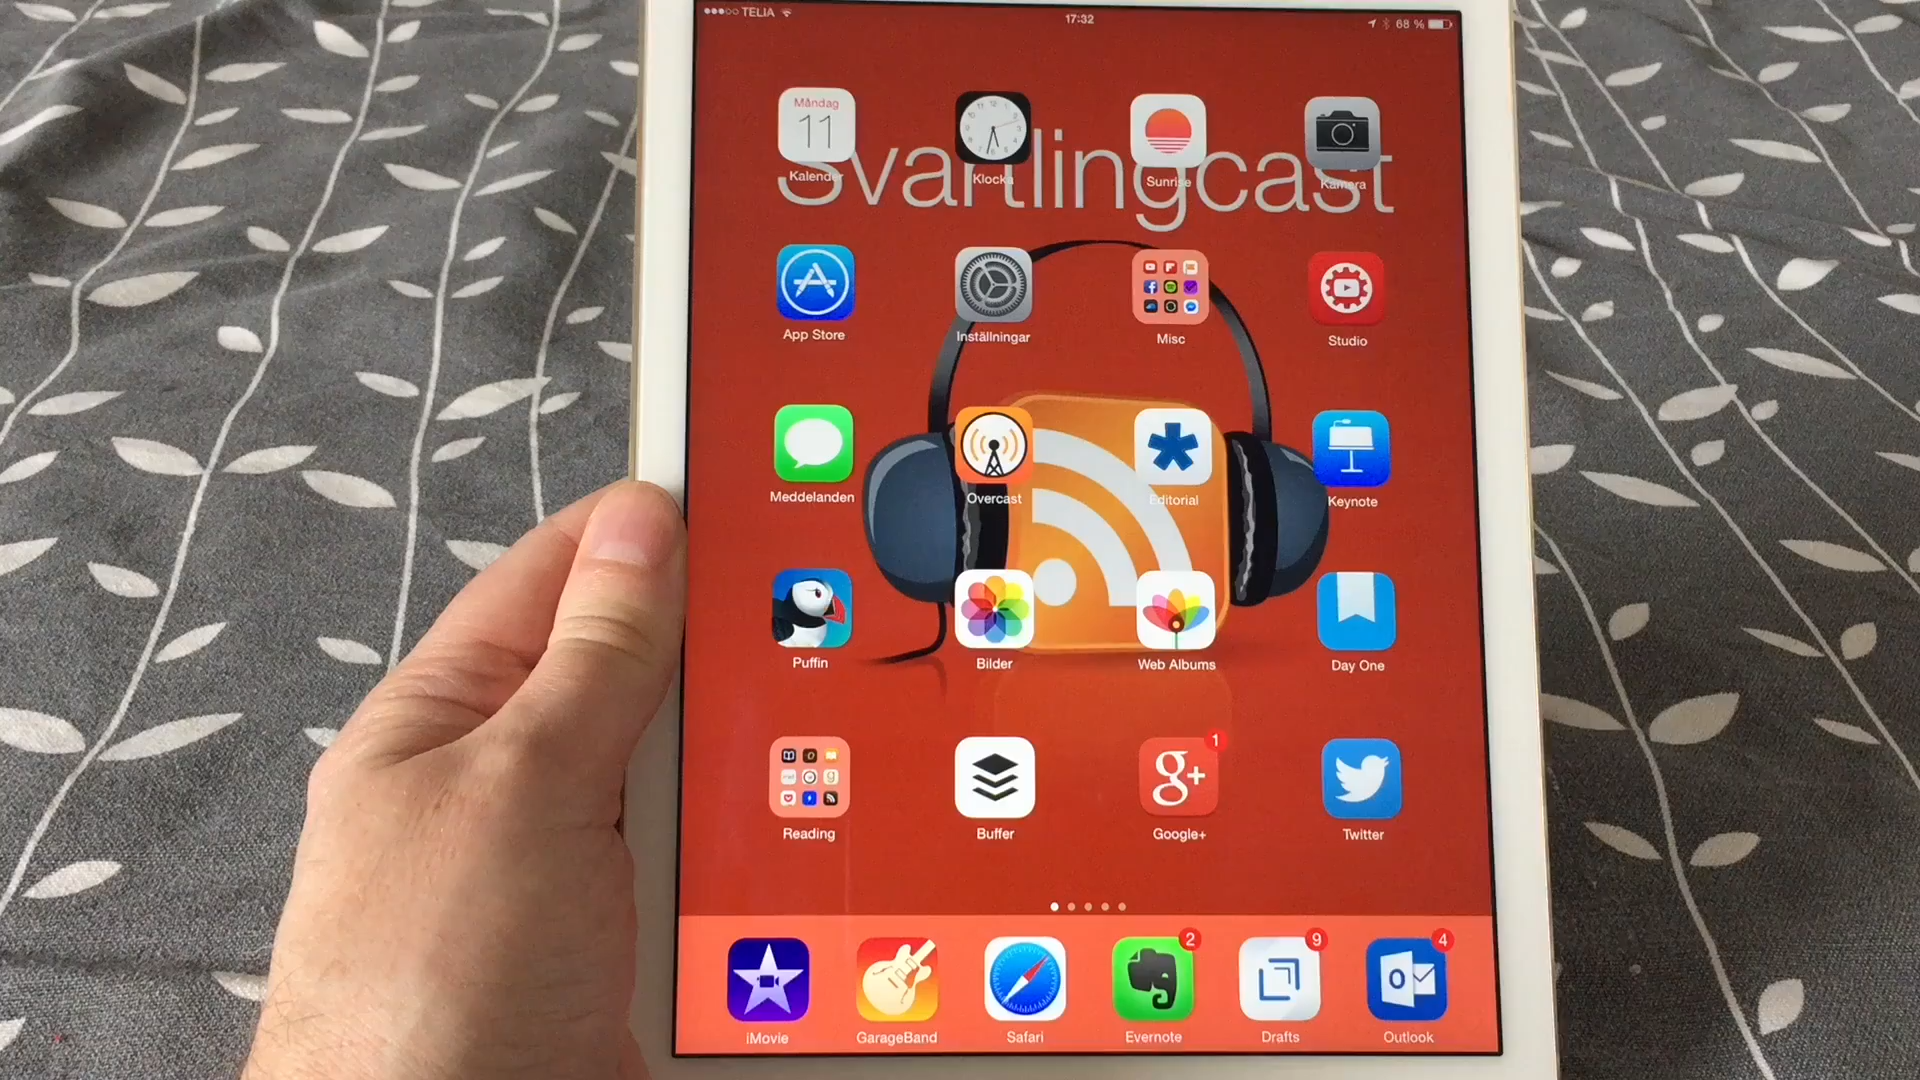 TELIA
17:32
68 %
Måndag
11
Svartlingcast
Kalender
Klocka
Sunrise
Kamera
App Store
Inställningar
Misc
Studio
Meddelanden
Overcast
Editorial
Keynote
Puffin
Bilder
Web Albums
Day One
1
g+
Reading
Buffer
Google+
Twitter
2
9
4
iMovie
GarageBand
Safari
Evernote
Drafts
Outlook